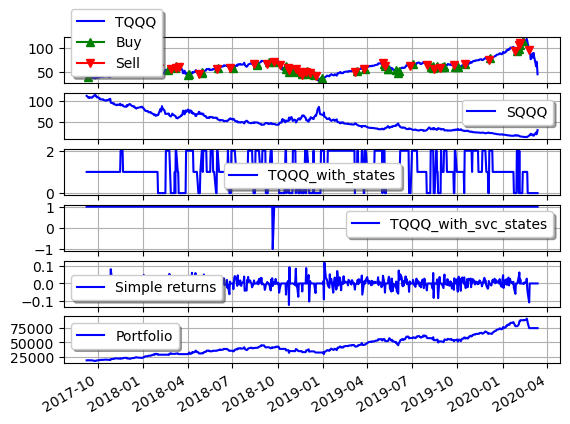 TQQQ
Buy
Sell
100
50
SQQQ
100
50
TQQQ_with_states
2
0
TQQQ_with_svc_states
1
0
−1
Simple returns
0.1
0.0
−0.1
Portfolio
75000
50000
25000
2017-10 2018-01 2018-04 2018-07 2018-10 2019-01 2019-04 2019-07 2019-10 2020-01 2020-04